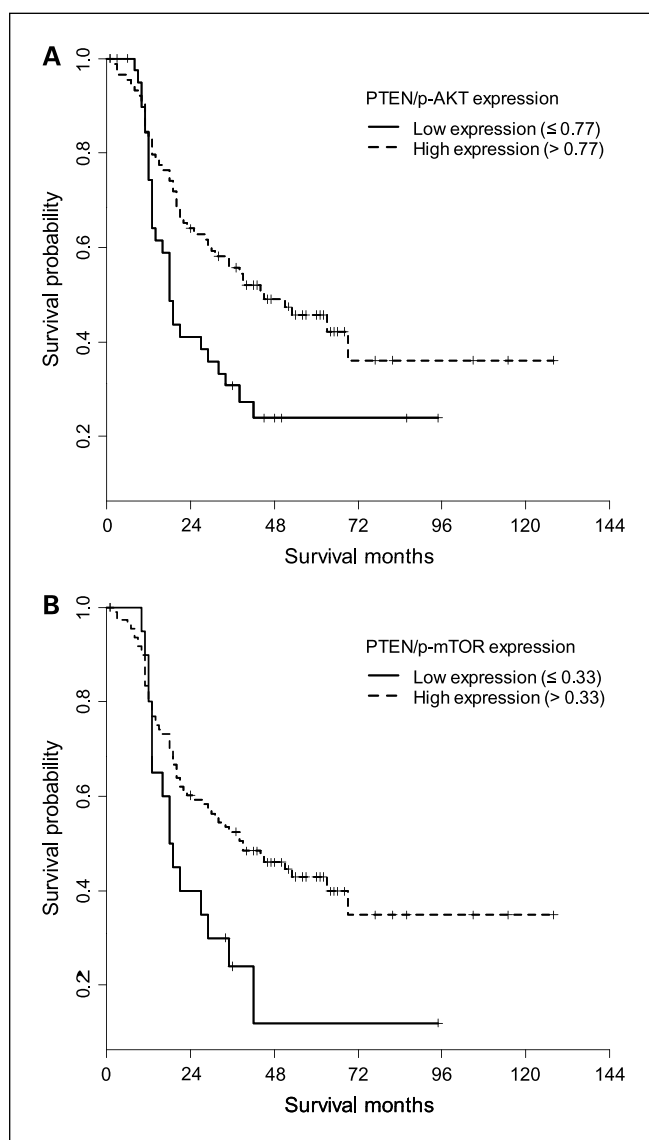 A
PTEN/p-AKT expression
Low expression (≤ 0.77)
High expression (> 0.77)
Survival probability
1.0
0.8
0.6
0.4
0.2
0 24 48 72 96 120 144
Survival months
B
PTEN/p-mTOR expression
Low expression (≤ 0.33)
High expression (> 0.33)
Survival probability
1.0
0.8
0.6
0.4
0.2
0 24 48 72 96 120 144
Survival months